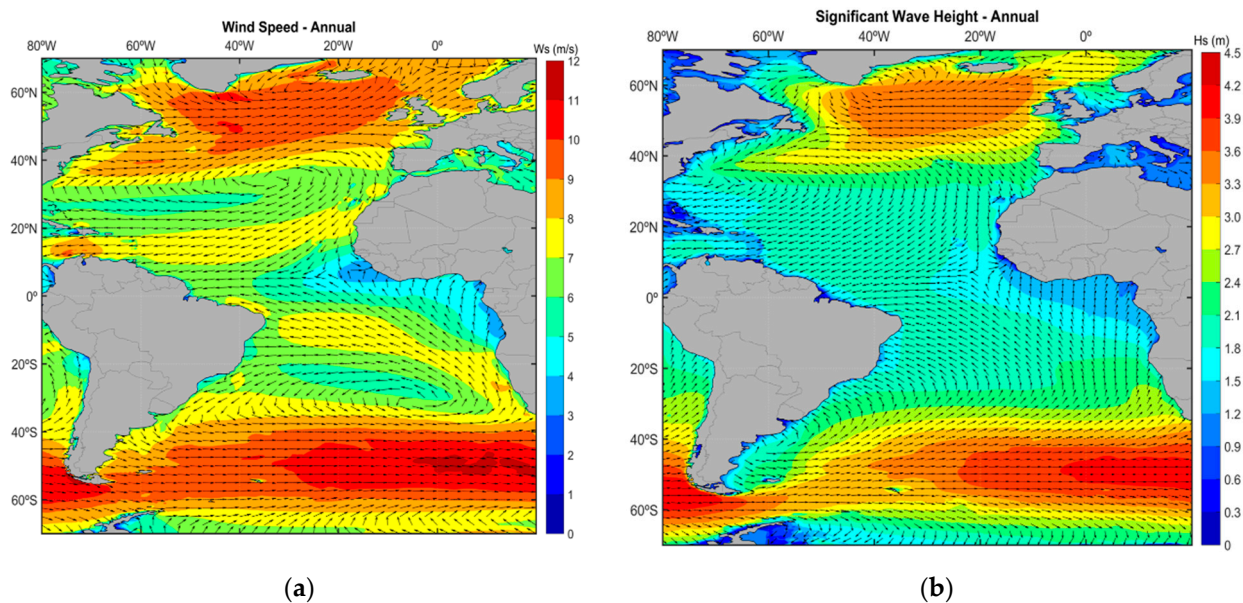 Wind Speed - Annual
80ºW 60ºW 40ºW 20ºW 0º Ws (m/s)
60ºN
40ºN
20ºN
0º
20ºS
40ºS
60ºS
12
11
10
9
8
7
6
5
4
3
2
1
0
(a)
Significant Wave Height - Annual
80ºW 60ºW 40ºW 20ºW 0º Hs (m)
60ºN
40ºN
20ºN
0º
20ºS
40ºS
60ºS
4.5
4.2
3.9
3.6
3.3
3.0
2.7
2.4
2.1
1.8
1.5
1.2
0.9
0.6
0.3
0.0
(b)